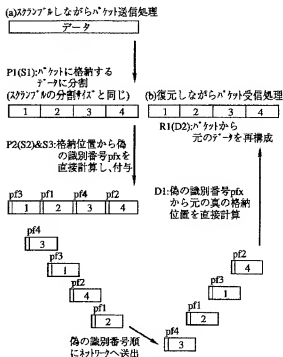 (a)スクランブルしながらパケット送信処理
データ
P1(S1):パケットに格納する
データに分割
(スクランブルの分割サイズと同じ)
1 2 3 4
P2(S2)&S3:格納位置から偽
の識別番号pfxを
直接計算し、付与
pf3 pf1 pf4 pf2
1 2 3 4
pf4
3
pf3
1
pf2
4
pf1
2
偽の識別番号順
にネットワークへ送出
(b)復元しながらパケット受信処理
1 2 3 4
R1(D2):パケットから
元のデータを再構成
D1:偽の識別番号pfx
から元の真の格納
位置を直接計算
pf2
4
pf3
1
pf1
2
pf4
3